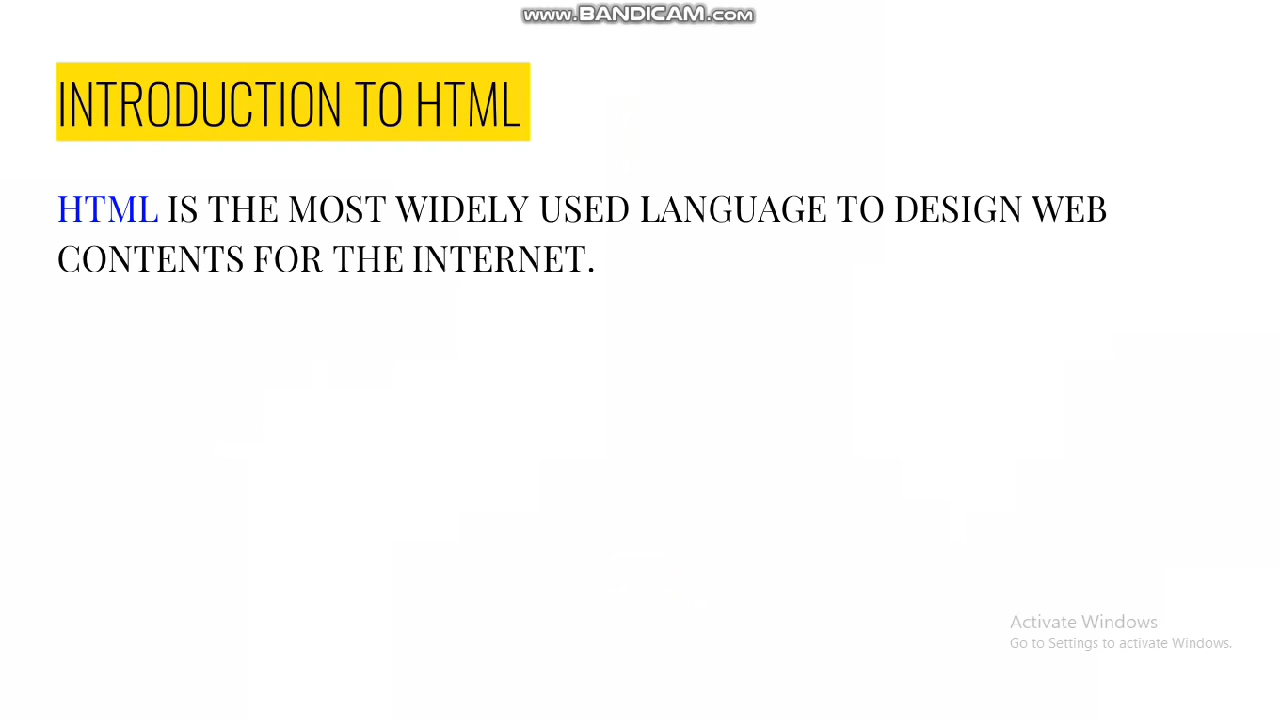 www.BANDICAM.com
INTRODUCTION TO HTML
HTML IS THE MOST WIDELY USED LANGUAGE TO DESIGN WEB
CONTENTS FOR THE INTERNET.
Activate Windows
Go to Settings to activate Windows.